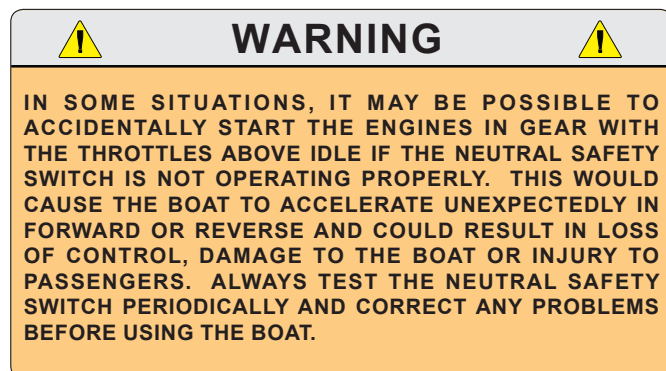 WARNING
IN SOME SITUATIONS, IT MAY BE POSSIBLE TO
ACCIDENTALLY START THE ENGINES IN GEAR WITH
THE THROTTLES ABOVE IDLE IF THE NEUTRAL SAFETY
SWITCH IS NOT OPERATING PROPERLY. THIS WOULD
CAUSE THE BOAT TO ACCELERATE UNEXPECTEDLY IN
FORWARD OR REVERSE AND COULD RESULT IN LOSS
OF CONTROL, DAMAGE TO THE BOAT OR INJURY TO
PASSENGERS. ALWAYS TEST THE NEUTRAL SAFETY
SWITCH PERIODICALLY AND CORRECT ANY PROBLEMS
BEFORE USING THE BOAT.